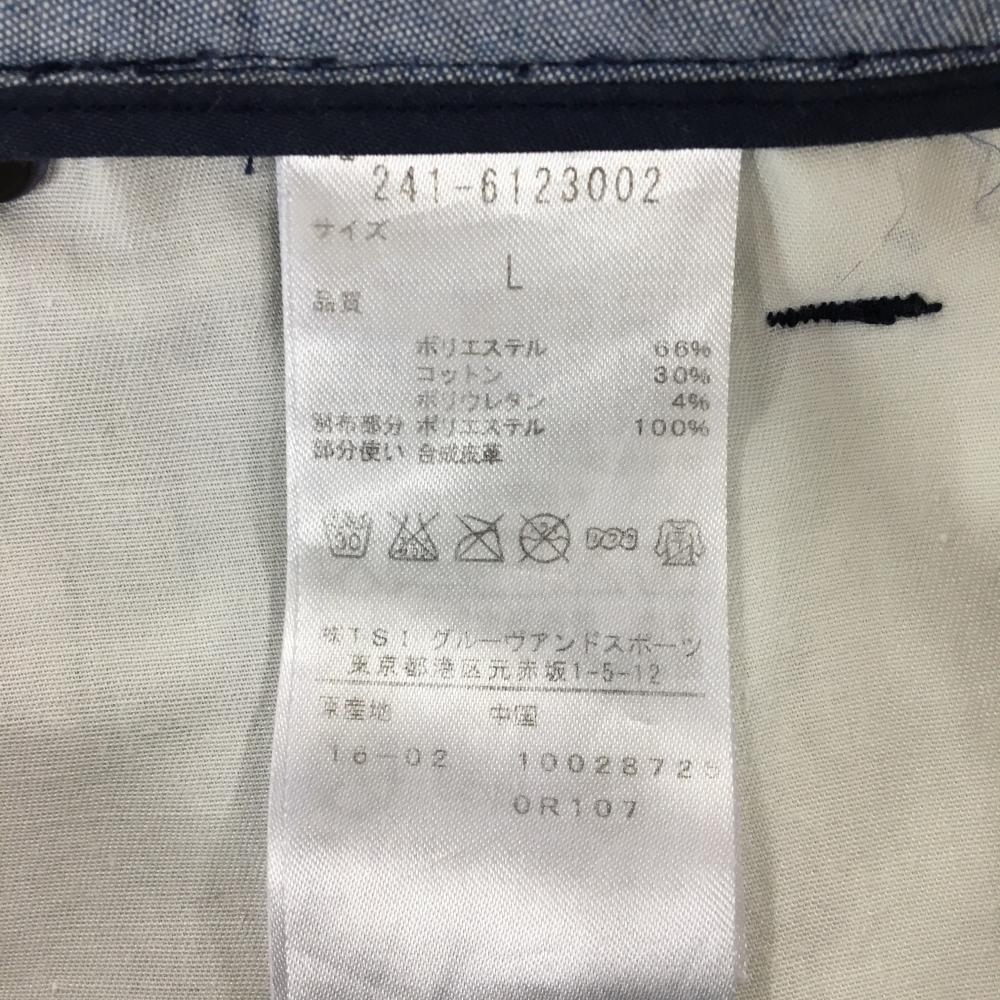 241-6123002
サイズ
L
品質
ポリエステル 66%
コットン 30%
ポリウレタン 4%
別布部分 ポリエステル 100%
部分使い 合成皮革
30
㈱TSI グルーヴアンドスポーツ
東京都港区元赤坂1-5-12
原産地 中国
16-02
0R107